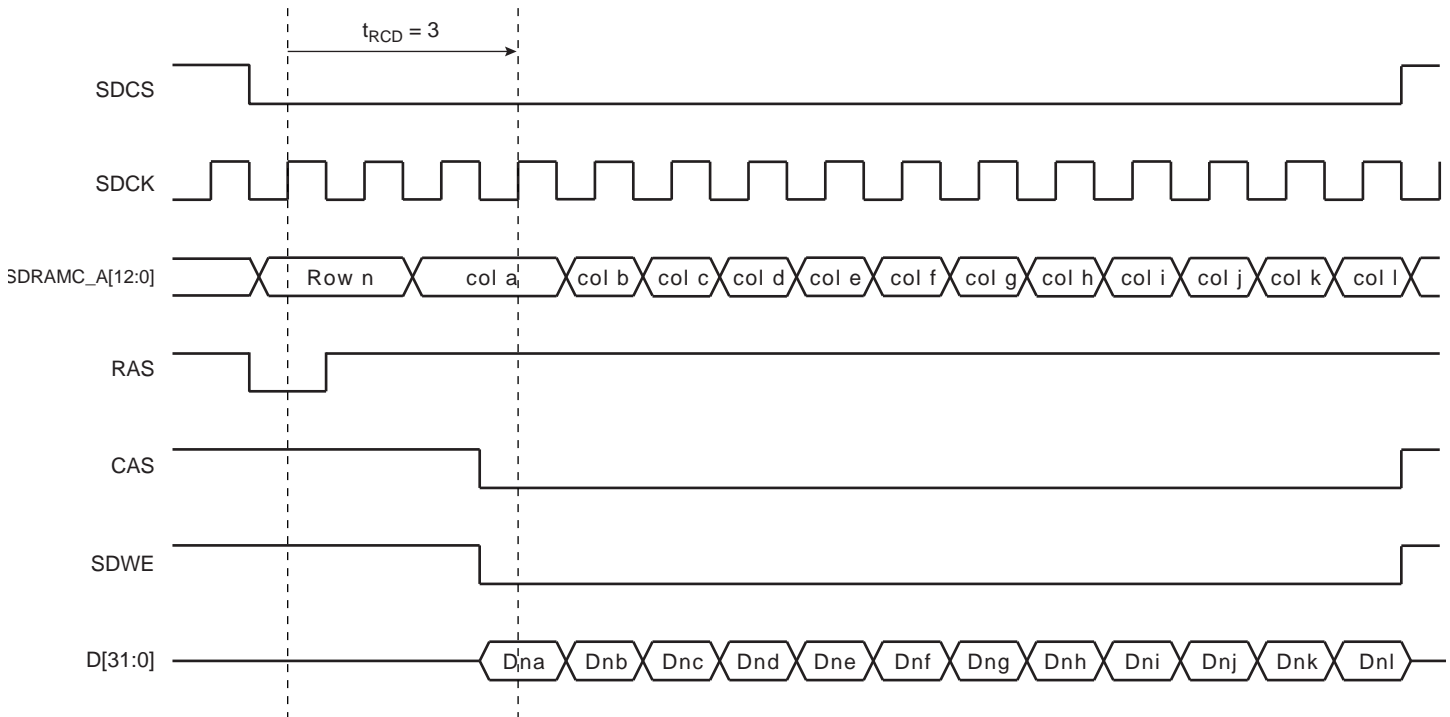 tRCD = 3
SDCS
SDCK
SDRAMC_A[12:0] Row n col a col b col c col d col e col f col g col h col i col j col k col l
RAS
CAS
SDWE
D[31:0] Dna Dnb Dnc Dnd Dne Dnf Dng Dnh Dni Dnj Dnk Dnl